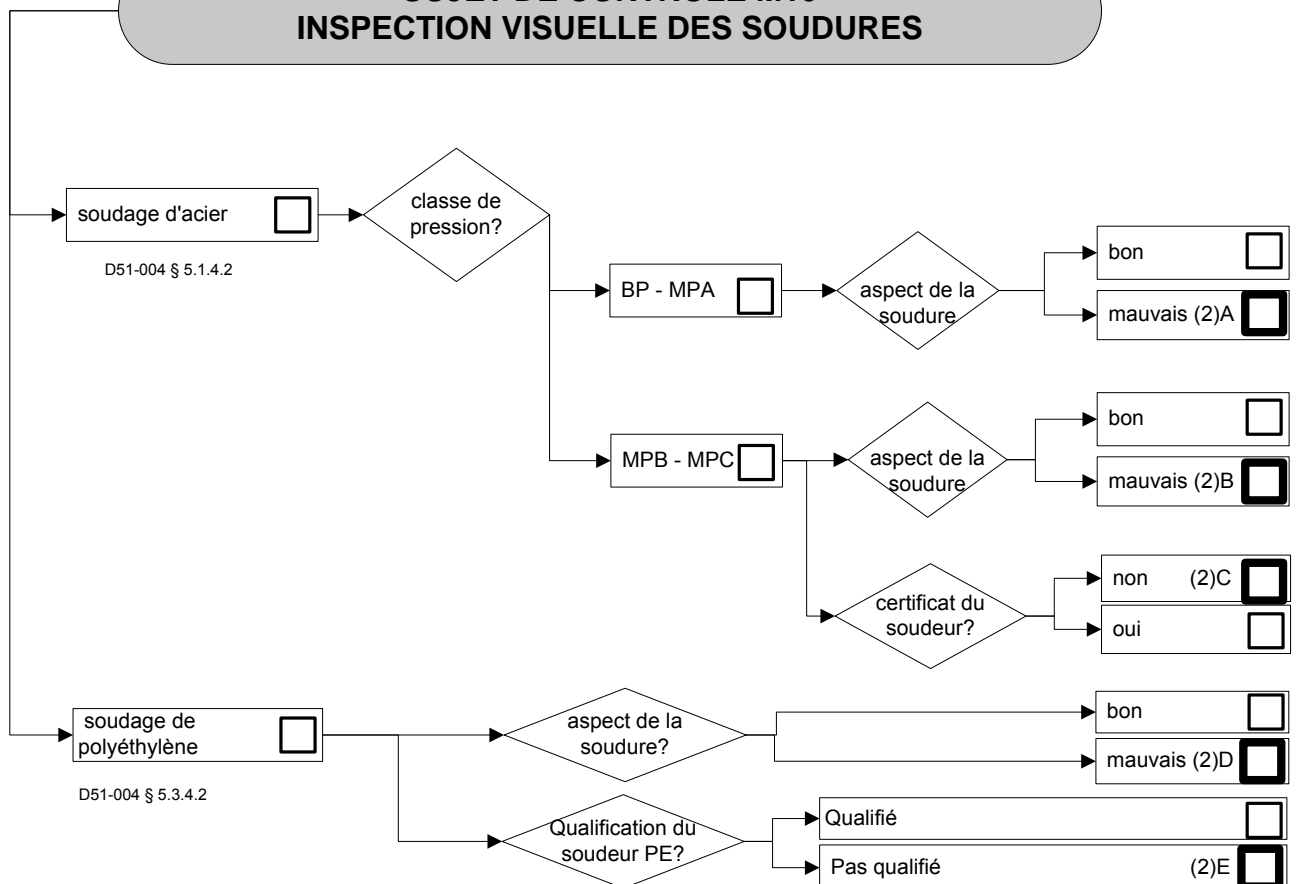 INSPECTION VISUELLE DES SOUDURES
soudage d'acier
D51-004 § 5.1.4.2
classe de
pression?
BP - MPA
aspect de la
soudure
bon
mauvais (2)A
MPB - MPC
aspect de la
soudure
bon
mauvais (2)B
certificat du
soudeur?
non (2)C
oui
soudage de
polyéthylène
D51-004 § 5.3.4.2
aspect de la
soudure?
bon
mauvais (2)D
Qualification du
soudeur PE?
Qualifié
Pas qualifié (2)E